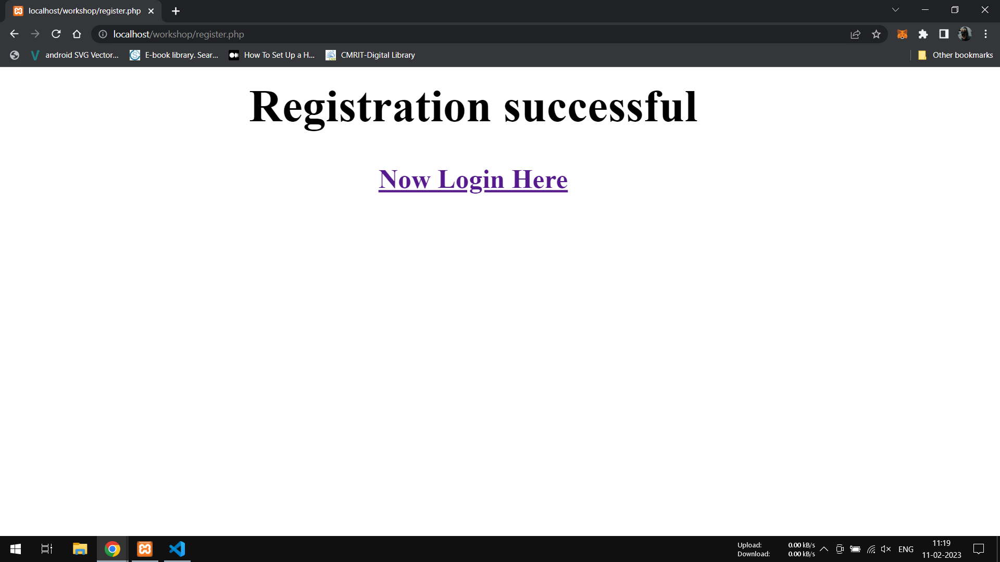 localhost/workshop/register.php
localhost/workshop/register.php
android SVG Vector... E-book library. Sear... How To Set Up a H... CMRIT-Digital Library Other bookmarks
Registration successful
Now Login Here
Upload: 0.00 kB/s
Download: 0.00 kB/s
ENG
11:19
11-02-2023